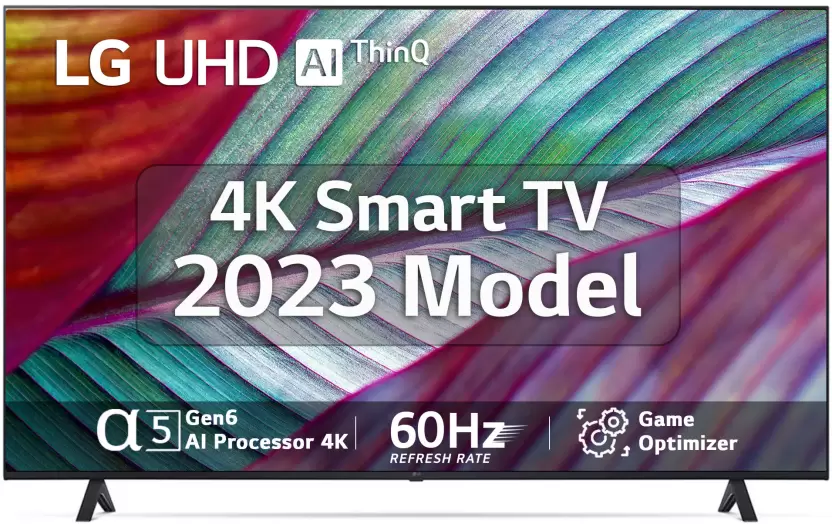 LG UHD AI ThinQ
4K Smart TV
2023 Model
α5 Gen6
AI Processor 4K
60Hz
REFRESH RATE
Game
Optimizer